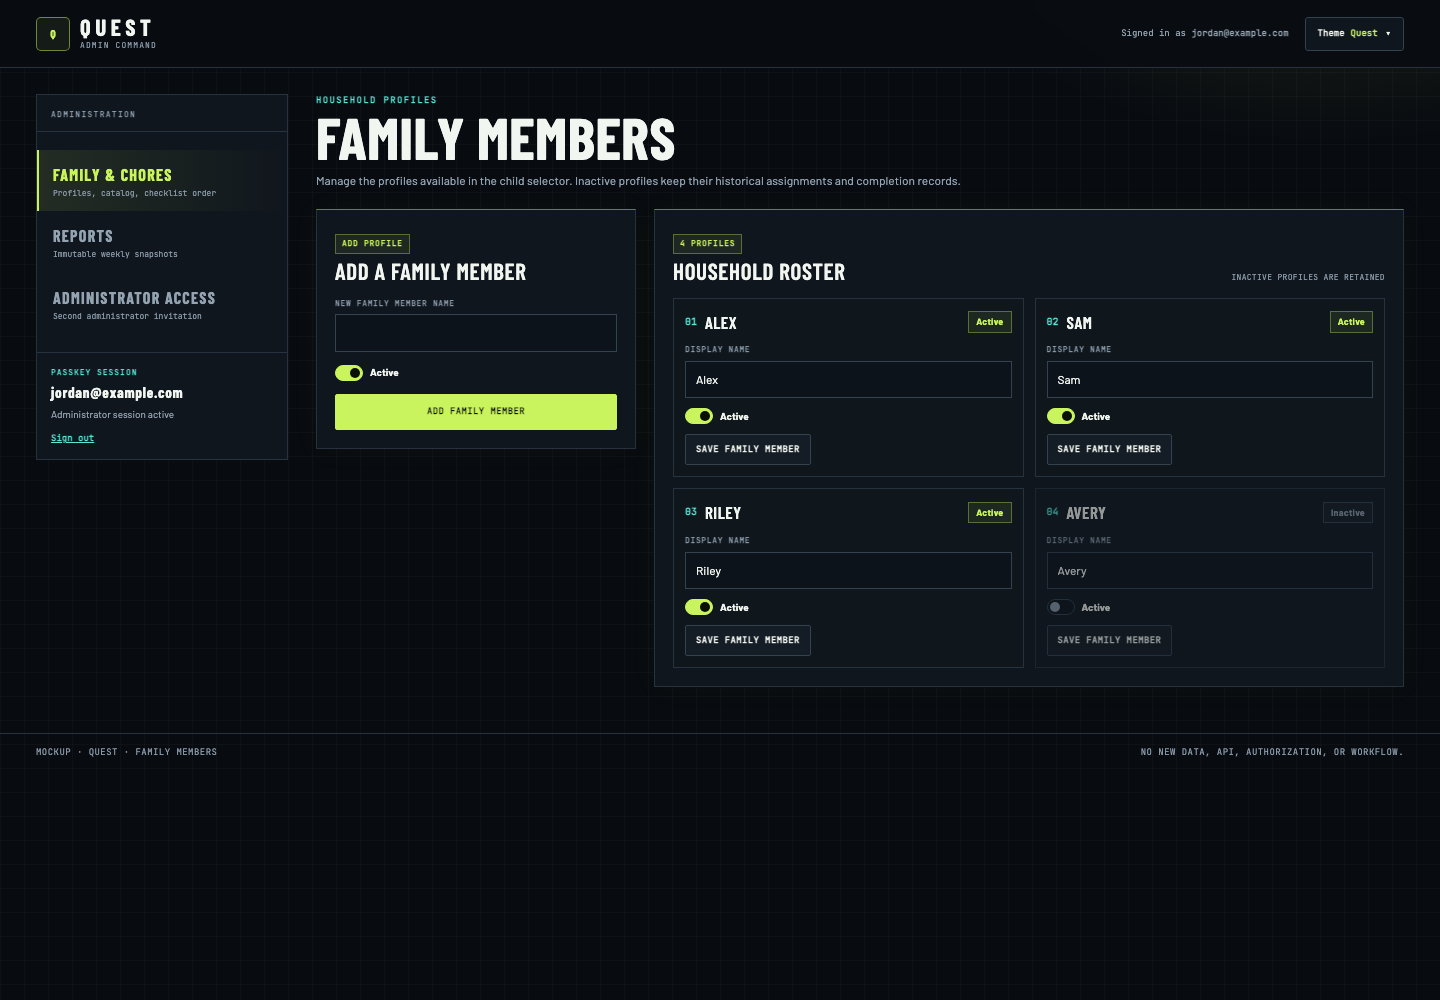 QUEST
ADMIN COMMAND
Signed in as jordan@example.com
Theme Quest ▾
ADMINISTRATION
FAMILY & CHORES
Profiles, catalog, checklist order
REPORTS
Immutable weekly snapshots
ADMINISTRATOR ACCESS
Second administrator invitation
PASSKEY SESSION
jordan@example.com
Administrator session active
Sign out
HOUSEHOLD PROFILES
FAMILY MEMBERS
Manage the profiles available in the child selector. Inactive profiles keep their historical assignments and completion records.
ADD PROFILE
ADD A FAMILY MEMBER
NEW FAMILY MEMBER NAME
Active
ADD FAMILY MEMBER
4 PROFILES
HOUSEHOLD ROSTER
INACTIVE PROFILES ARE RETAINED
01 ALEX Active
DISPLAY NAME
Alex
Active
SAVE FAMILY MEMBER
02 SAM Active
DISPLAY NAME
Sam
Active
SAVE FAMILY MEMBER
03 RILEY Active
DISPLAY NAME
Riley
Active
SAVE FAMILY MEMBER
04 AVERY Inactive
DISPLAY NAME
Avery
Active
SAVE FAMILY MEMBER
MOCKUP · QUEST · FAMILY MEMBERS
NO NEW DATA, API, AUTHORIZATION, OR WORKFLOW.